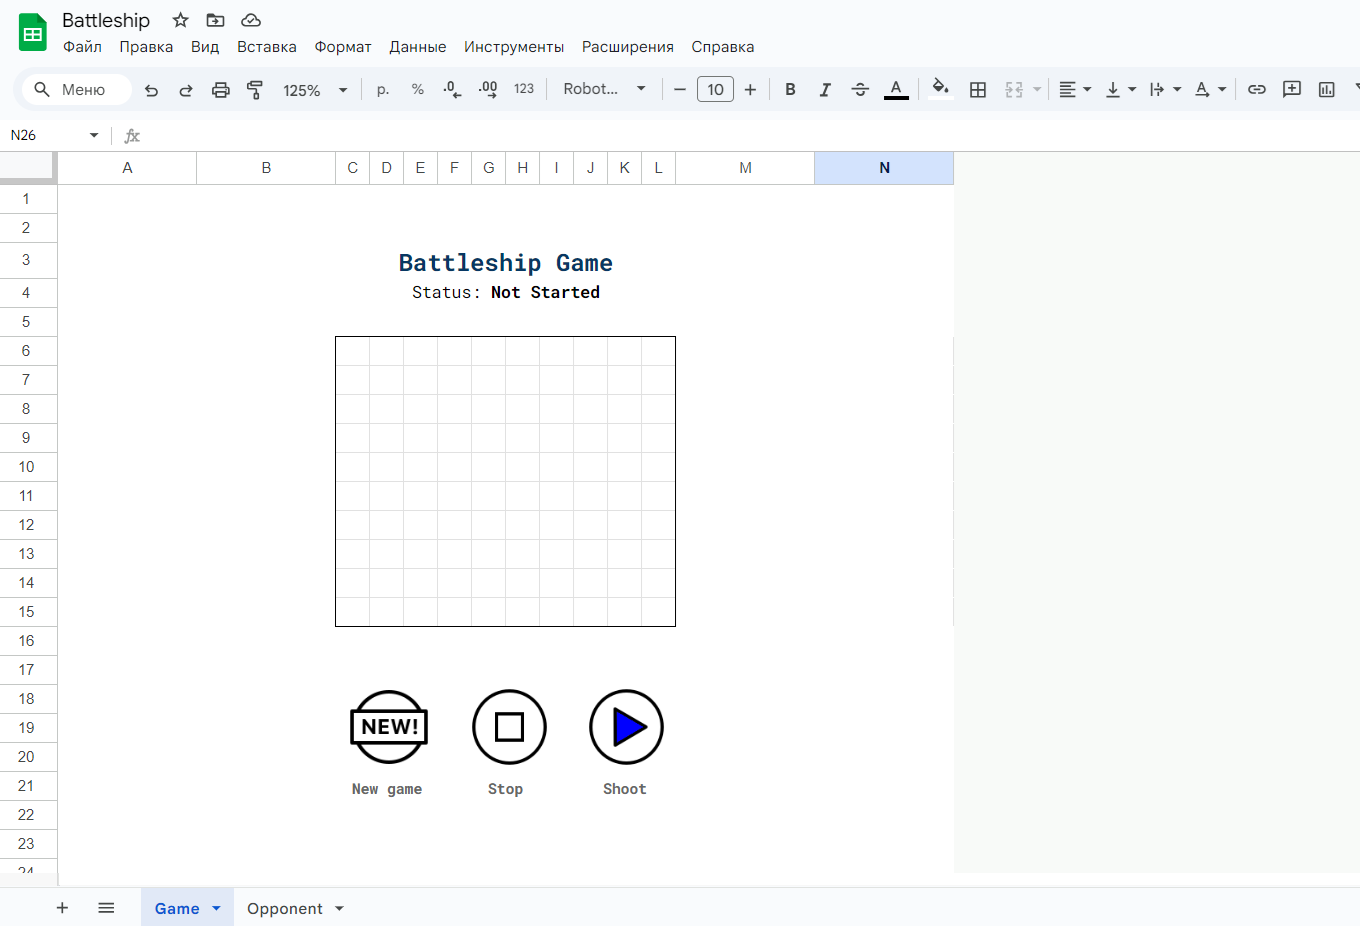 Battleship
Файл Правка Вид Вставка Формат Данные Инструменты Расширения Справка
Меню 125% р. % .0 .00 123 Robot... 10 B I A A
N26 fx
A B C D E F G H I J K L M N
1
2
3 Battleship Game
4 Status: Not Started
5
6
7
8
9
10
11
12
13
14
15
16
17
18
19 NEW!
20
21 New game Stop Shoot
22
23
24
Game Opponent